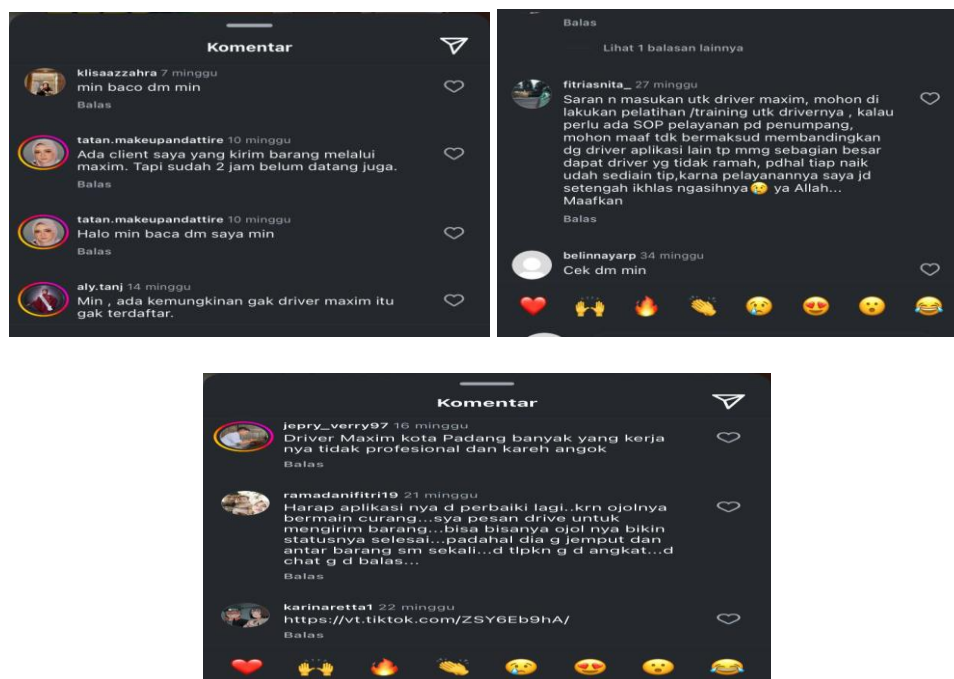 Komentar
klisaazzahra 7 minggu
min baco dm min
Balas
tatan.makeupandattire 10 minggu
Ada client saya yang kirim barang melalui
maxim. Tapi sudah 2 jam belum datang juga.
Balas
tatan.makeupandattire 10 minggu
Halo min baca dm saya min
Balas
aly.tanj 14 minggu
Min , ada kemungkinan gak driver maxim itu
gak terdaftar.
Balas
Lihat 1 balasan lainnya
fitriasnita_ 27 minggu
Saran n masukan utk driver maxim, mohon di
lakukan pelatihan /training utk drivernya , kalau
perlu ada SOP pelayanan pd penumpang,
mohon maaf tdk bermaksud membandingkan
dg driver aplikasi lain tp mmg sebagian besar
dapat driver yg tidak ramah, pdhal tiap naik
udah sediain tip,karna pelayanannya saya jd
setengah ikhlas ngasihnya😢 ya Allah...
Maafkan
Balas
belinnayarp 34 minggu
Cek dm min
Komentar
jepry_verry97 16 minggu
Driver Maxim kota Padang banyak yang kerja
nya tidak profesional dan kareh angok
Balas
ramadanifitri19 21 minggu
Harap aplikasi nya d perbaiki lagi..krn ojolnya
bermain curang...sya pesan drive untuk
mengirim barang...bisa bisanya ojol nya bikin
statusnya selesai...padahal dia g jemput dan
antar barang sm sekali...d tlpkn g d angkat...d
chat g d balas...
Balas
karinaretta1 22 minggu
https://vt.tiktok.com/ZSY6Eb9hA/
Balas